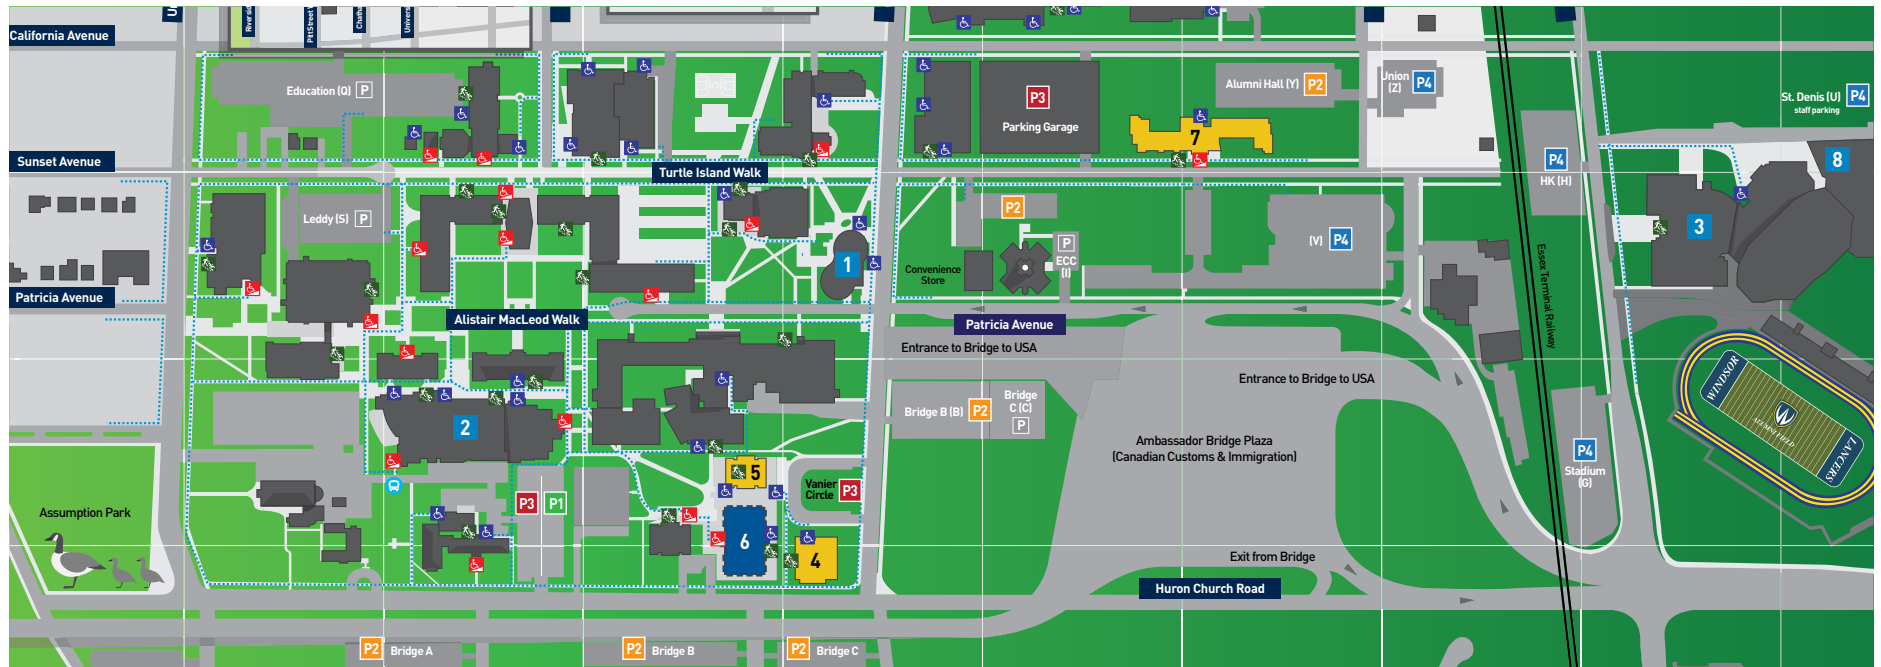 California Avenue
Riverside
Education (Q) P
P3
Parking Garage
Alumni Hall (Y) P2
Union P4
(Z)
St. Denis (U) P4
staff parking
7
Sunset Avenue
Turtle Island Walk
P4
HK (H)
8
Leddy (S) P
P2
(V) P4
3
1
P
ECC
(I)
Convenience
Store
Essex Terminal Railway
Patricia Avenue
Alistair MacLeod Walk
Patricia Avenue
Entrance to Bridge to USA
Entrance to Bridge to USA
Bridge B (B) P2
Bridge
C (C)
P
WINDSOR
ALUMNI FIELD
LANCERS
2
Ambassador Bridge Plaza
(Canadian Customs & Immigration)
P4
Stadium
(G)
5
Vanier
Circle P3
P3 P1
Assumption Park
6
4
Exit from Bridge
Huron Church Road
P2 Bridge A
P2 Bridge B
P2 Bridge C